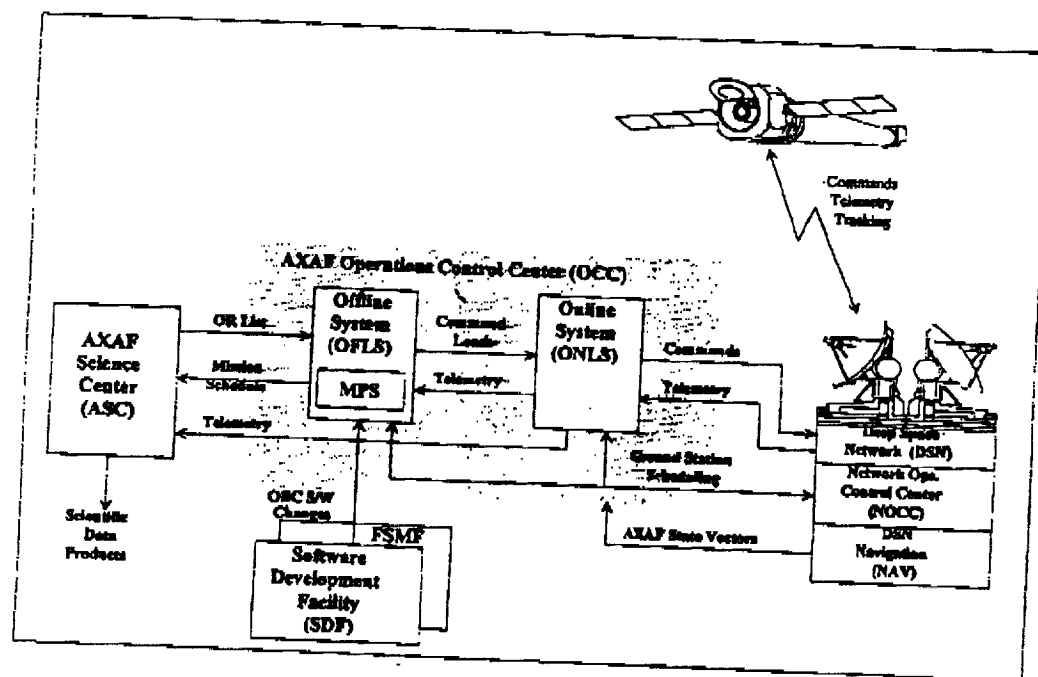 Commands
Telemetry
Tracking
AXAF Operations Control Center (OCC)
AXAF
Science
Center
(ASC)
OR List
Mission
Schedule
Telemetry
Offline
System
(OFLS)
MPS
Command
Loads
Telemetry
Online
System
(ONLS)
Commands
Telemetry
Ground Station
Scheduling
Deep Space
Network (DSN)
Network Ops.
Control Center
(NOCC)
DSN
Navigation
(NAV)
AXAF State Vectors
OBC S/W
Changes
FSMF
Software
Development
Facility
(SDF)
Scientific
Data
Products